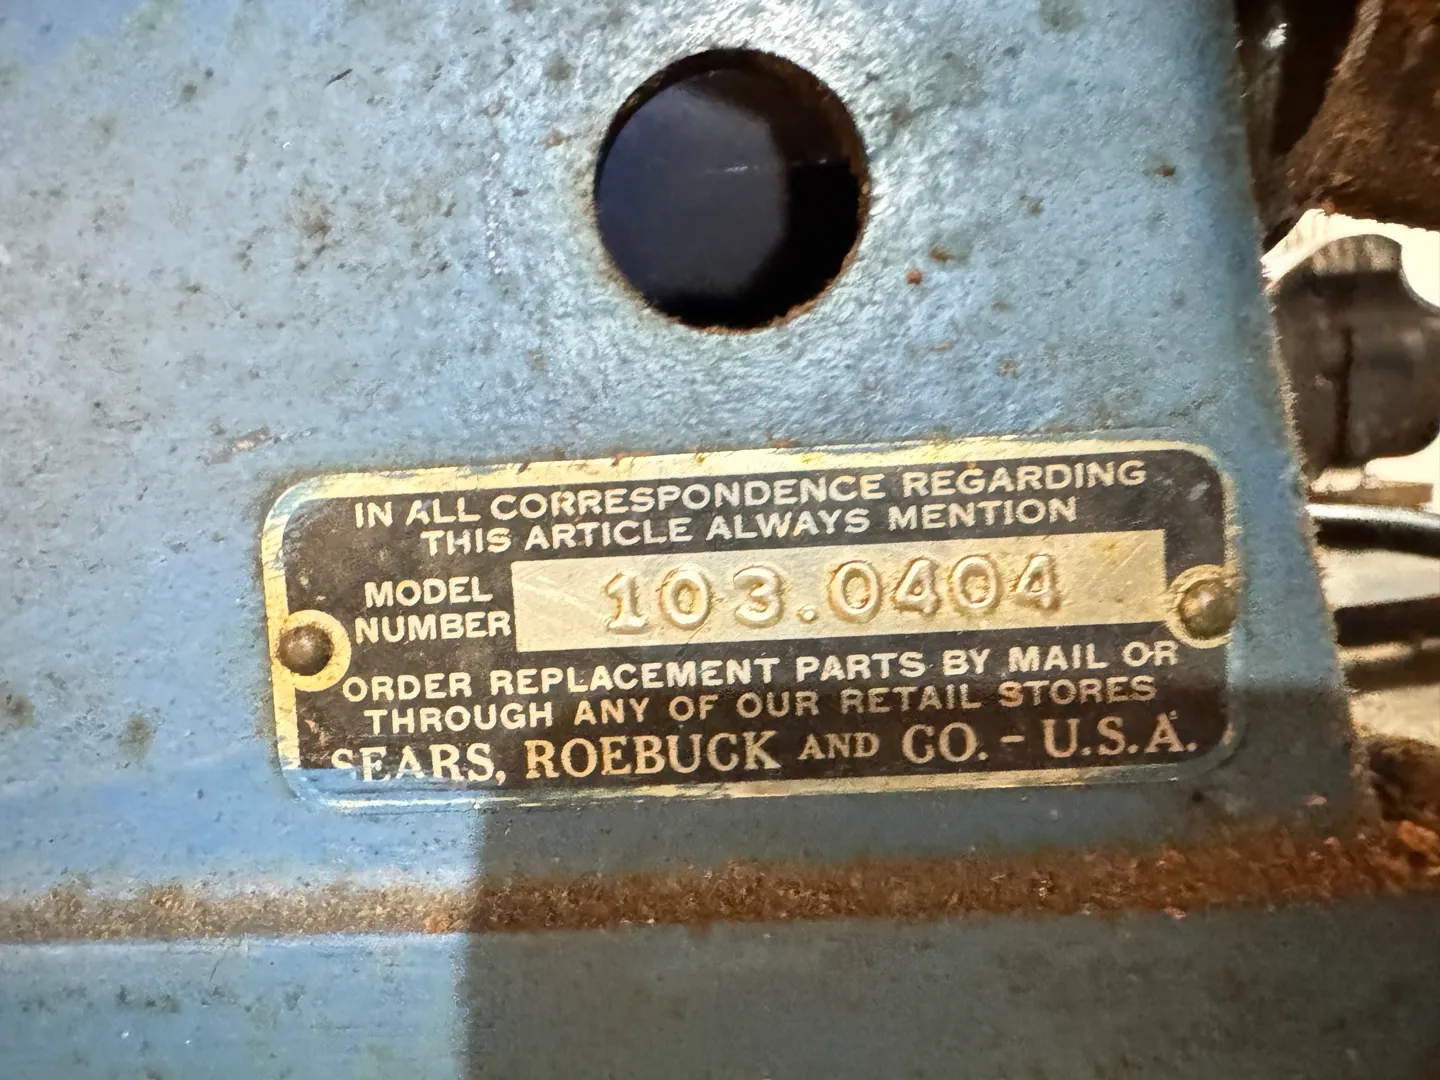 IN ALL CORRESPONDENCE REGARDING
THIS ARTICLE ALWAYS MENTION
MODEL
NUMBER 103.0404
ORDER REPLACEMENT PARTS BY MAIL OR
THROUGH ANY OF OUR RETAIL STORES
SEARS, ROEBUCK AND CO. - U.S.A.